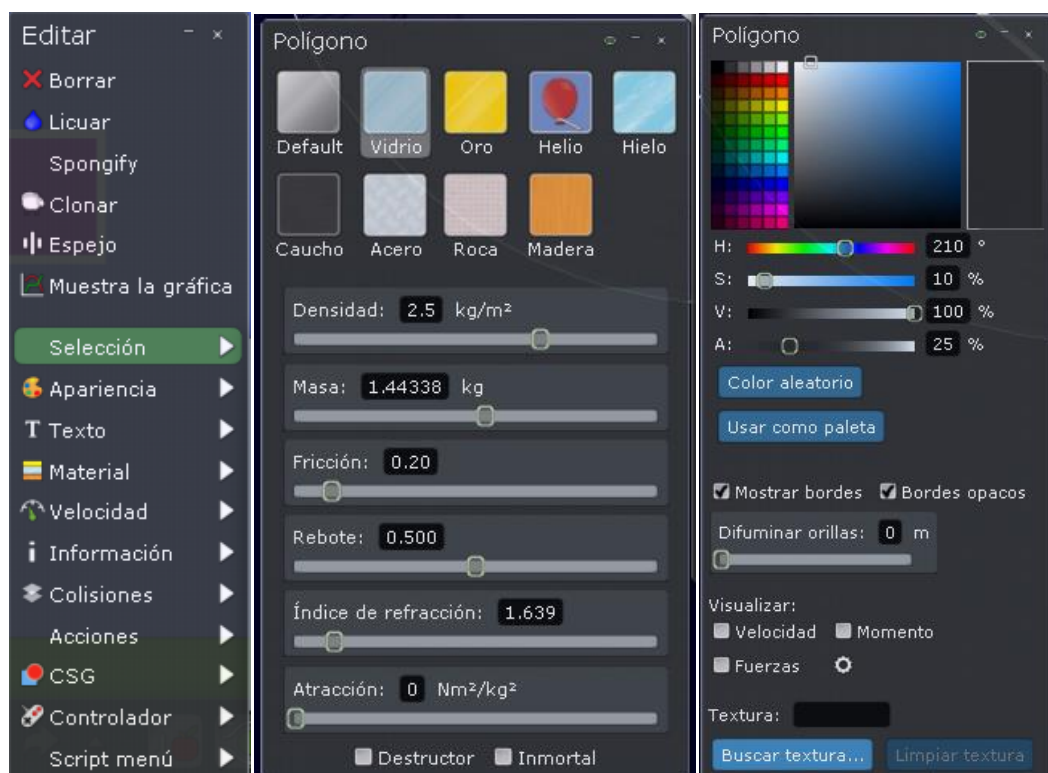 Editar
Borrar
Licuar
Spongify
Clonar
Espejo
Muestra la gráfica
Selección
Apariencia
Texto
Material
Velocidad
Información
Colisiones
Acciones
CSG
Controlador
Script menú
Polígono
Default Vidrio Oro Helio Hielo
Caucho Acero Roca Madera
Densidad: 2.5 kg/m²
Masa: 1.44338 kg
Fricción: 0.20
Rebote: 0.500
Índice de refracción: 1.639
Atracción: 0 Nm²/kg²
Destructor Inmortal
Polígono
H: 210 °
S: 10 %
V: 100 %
A: 25 %
Color aleatorio
Usar como paleta
Mostrar bordes Bordes opacos
Difuminar orillas: 0 m
Visualizar:
Velocidad Momento
Fuerzas
Textura:
Buscar textura... Limpiar textura